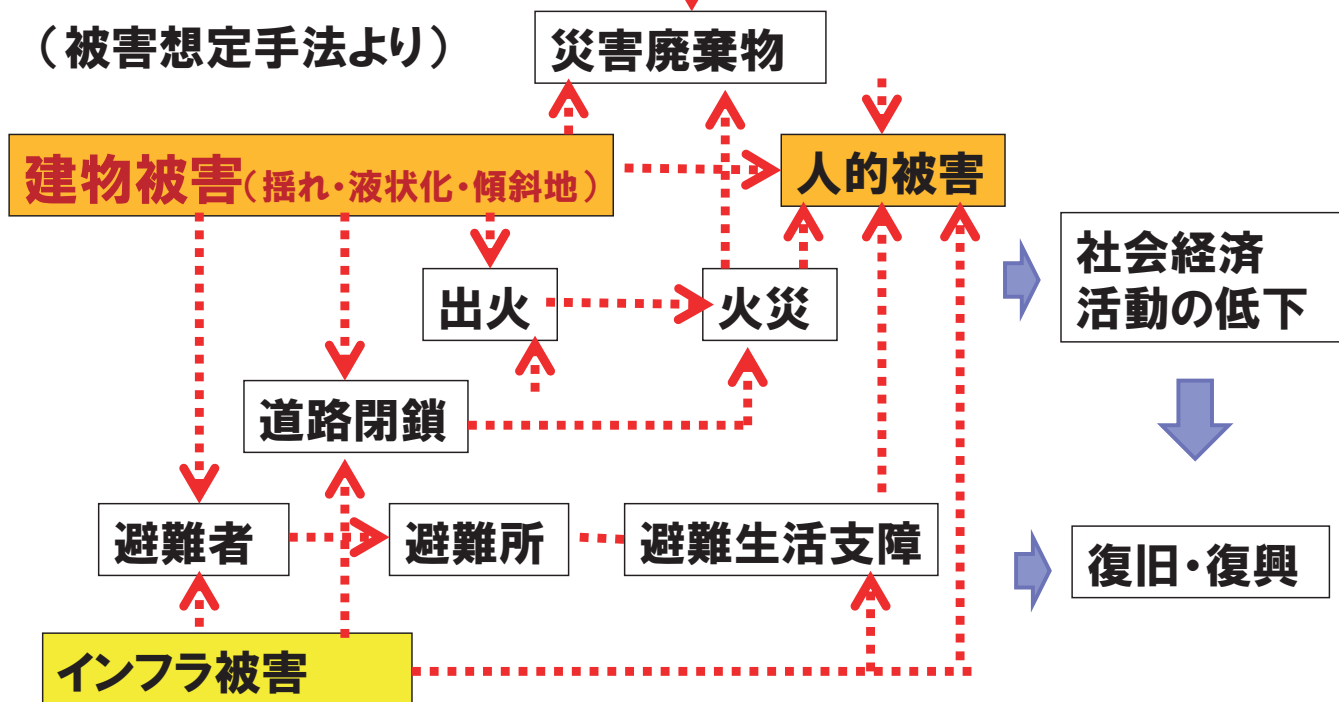 （被害想定手法より）
災害廃棄物
建物被害(揺れ・液状化・傾斜地)
人的被害
社会経済
活動の低下
出火
火災
道路閉鎖
避難者
避難所
避難生活支障
復旧・復興
インフラ被害